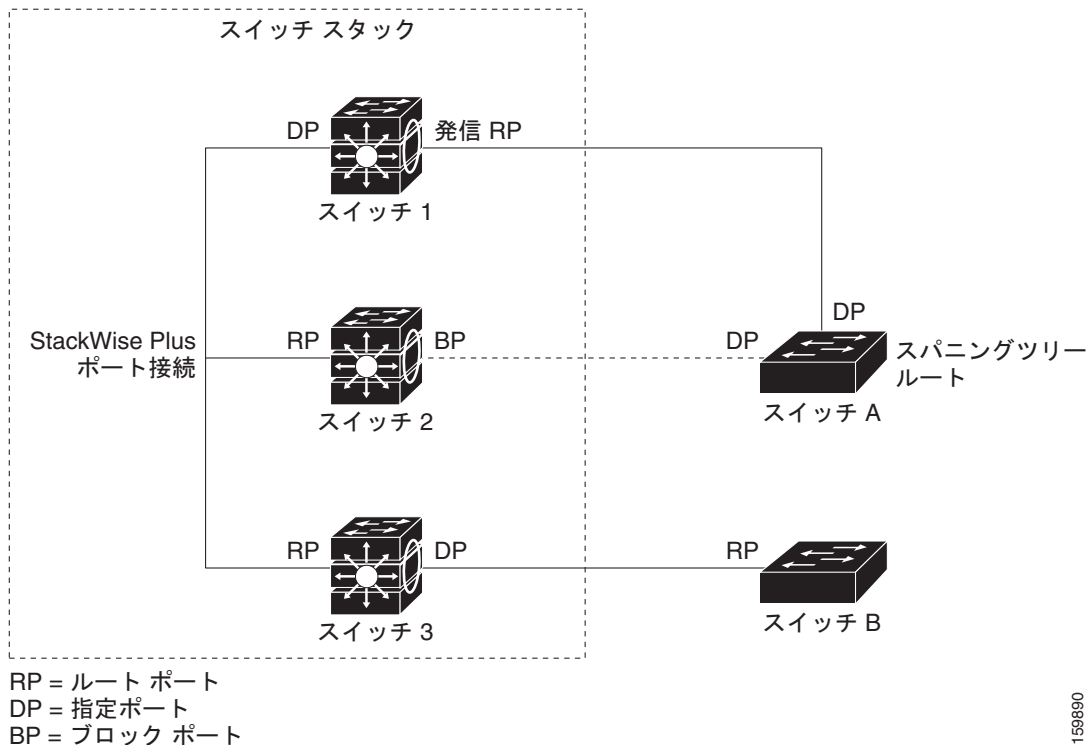 スイッチ スタック
DP
発信 RP
スイッチ 1
DP
StackWise Plus
ポート接続
RP
BP
DP
スパニングツリー
ルート
スイッチ 2
スイッチ A
RP
DP
RP
スイッチ 3
スイッチ B
RP = ルート ポート
DP = 指定ポート
BP = ブロック ポート
159890